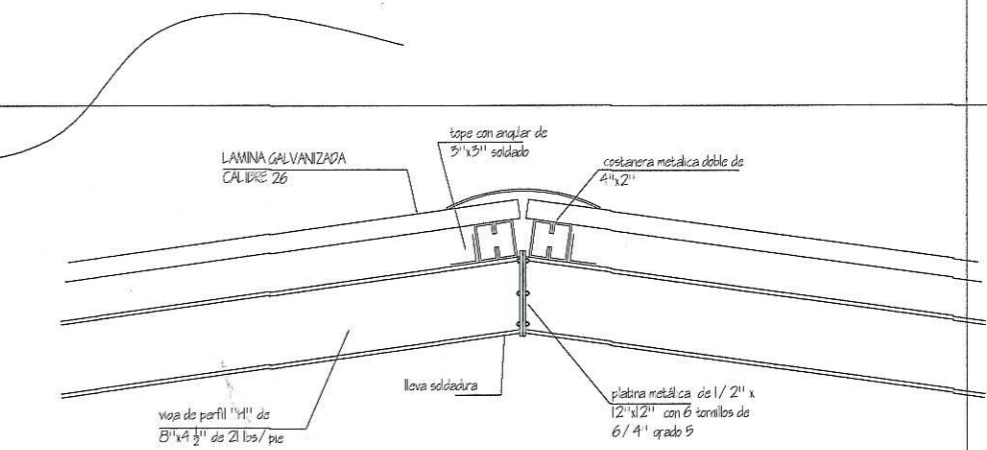 tope con angular de
3"x3" soldado
LAMINA GALVANIZADA
CALIBRE 26
costanera metalica doble de
4"x2"
lleva soldadura
platina metálica de 1/2" x
12"x12" con 6 tornillos de
6/4" grado 5
viga de perfil "H" de
8"x4 1/2" de 21 lbs/pie